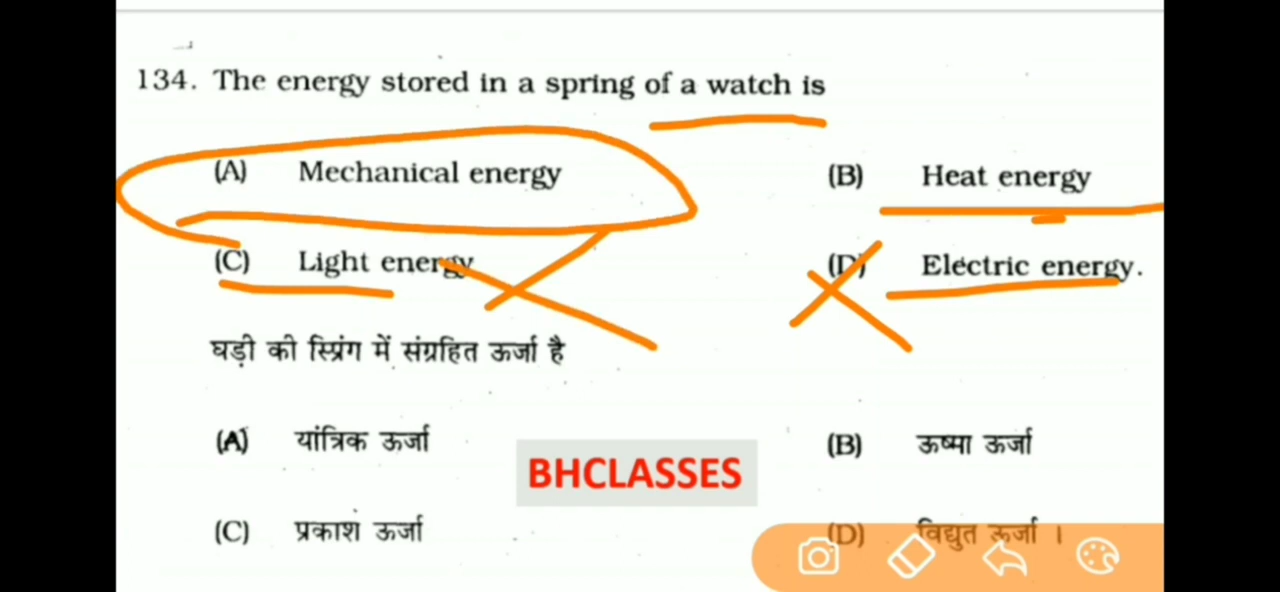 134. The energy stored in a spring of a watch is
(A) Mechanical energy (B) Heat energy
(C) Light energy (D) Electric energy.
घड़ी की स्प्रिंग में संग्रहित ऊर्जा है
(A) यांत्रिक ऊर्जा (B) ऊष्मा ऊर्जा
BHCLASSES
(C) प्रकाश ऊर्जा (D) विद्युत ऊर्जा ।